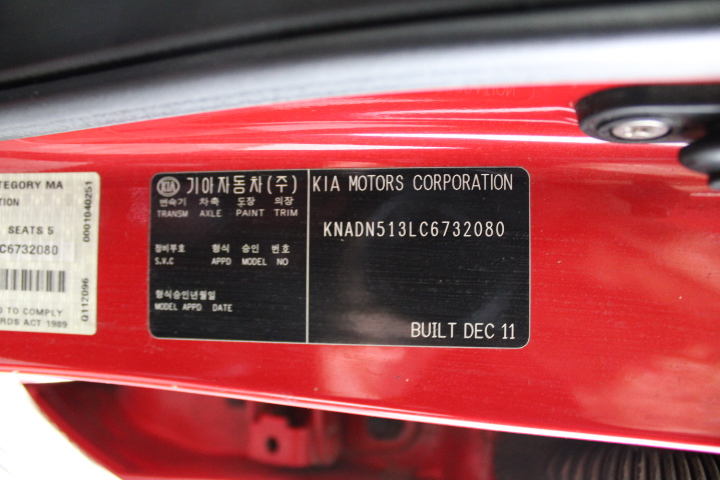 ATEGORY MA
TION
SEATS 5
C6732080
0001040251
Q112096
D TO COMPLY
RDS ACT 1989
KIA 기아자동차(주)
변속기 차축 도장 의장
TRANSM AXLE PAINT TRIM
정비부호 형식 승인 번호
S.V.C APPD MODEL NO
형식승인년월일
MODEL APPD DATE
KIA MOTORS CORPORATION
KNADN513LC6732080
BUILT DEC 11